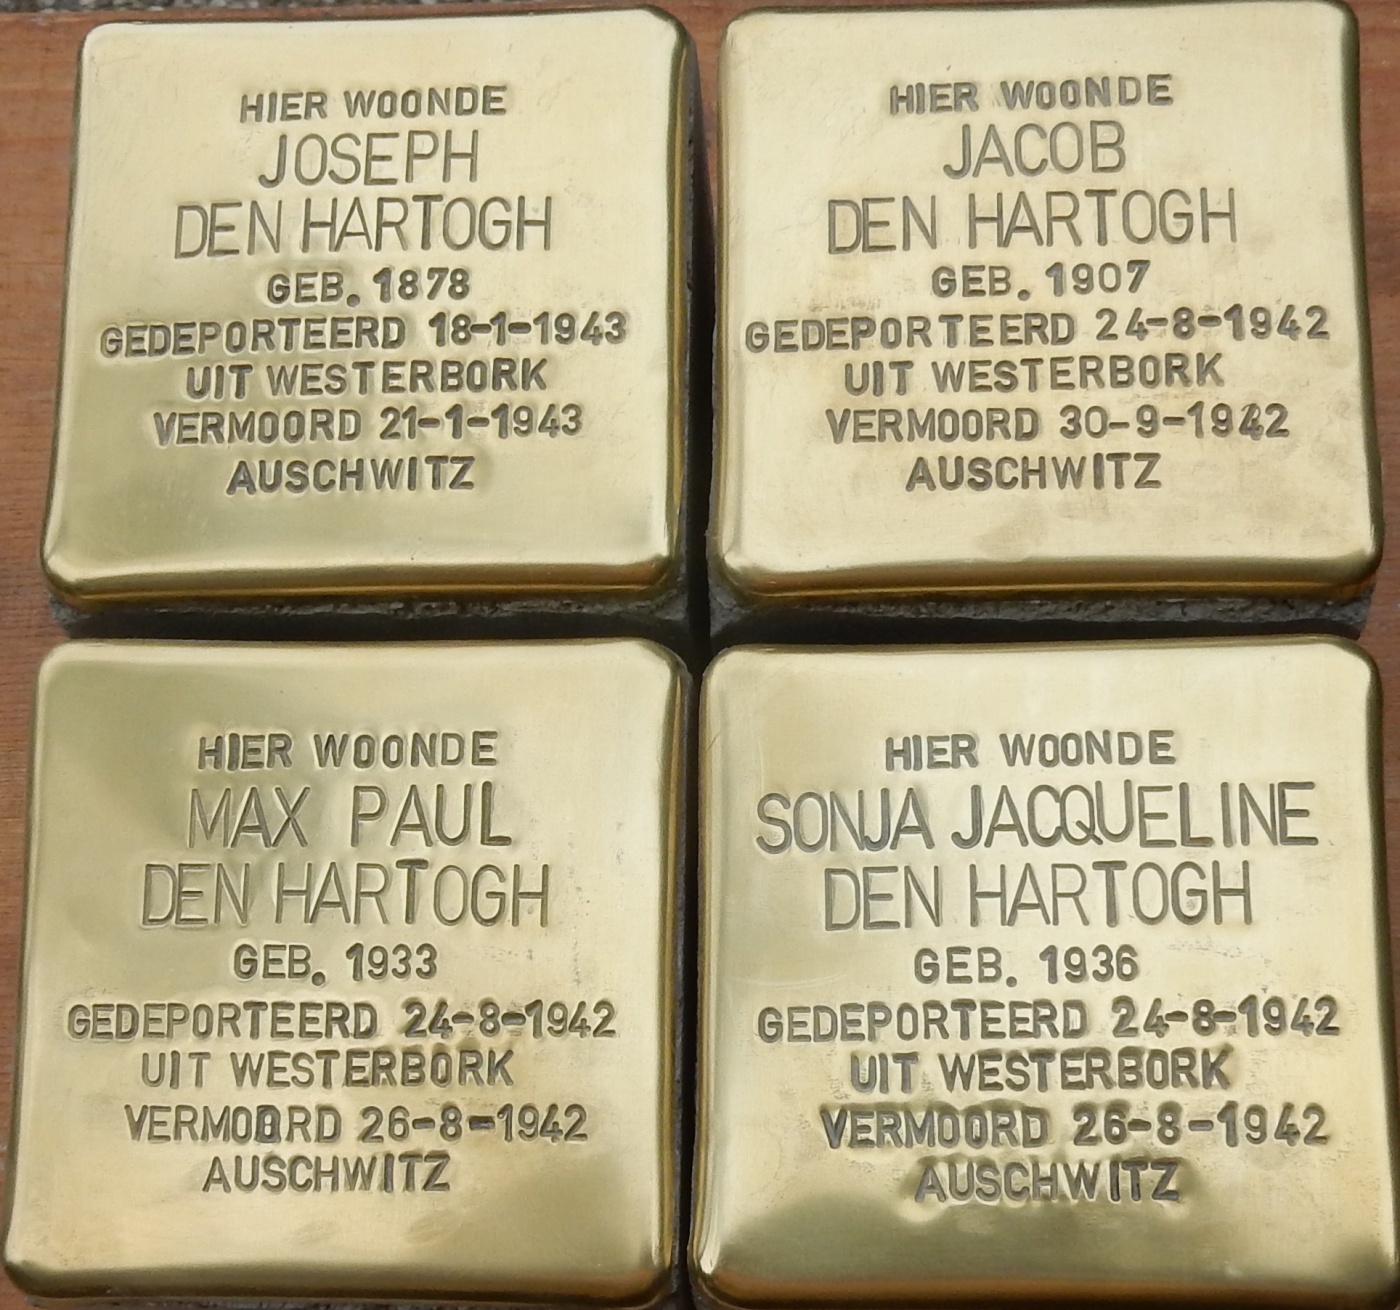 HIER WOONDE
JOSEPH
DEN HARTOGH
GEB. 1878
GEDEPORTEERD 18-1-1943
UIT WESTERBORK
VERMOORD 21-1-1943
AUSCHWITZ
HIER WOONDE
JACOB
DEN HARTOGH
GEB. 1907
GEDEPORTEERD 24-8-1942
UIT WESTERBORK
VERMOORD 30-9-1942
AUSCHWITZ
HIER WOONDE
MAX PAUL
DEN HARTOGH
GEB. 1933
GEDEPORTEERD 24-8-1942
UIT WESTERBORK
VERMOORD 26-8-1942
AUSCHWITZ
HIER WOONDE
SONJA JACQUELINE
DEN HARTOGH
GEB. 1936
GEDEPORTEERD 24-8-1942
UIT WESTERBORK
VERMOORD 26-8-1942
AUSCHWITZ